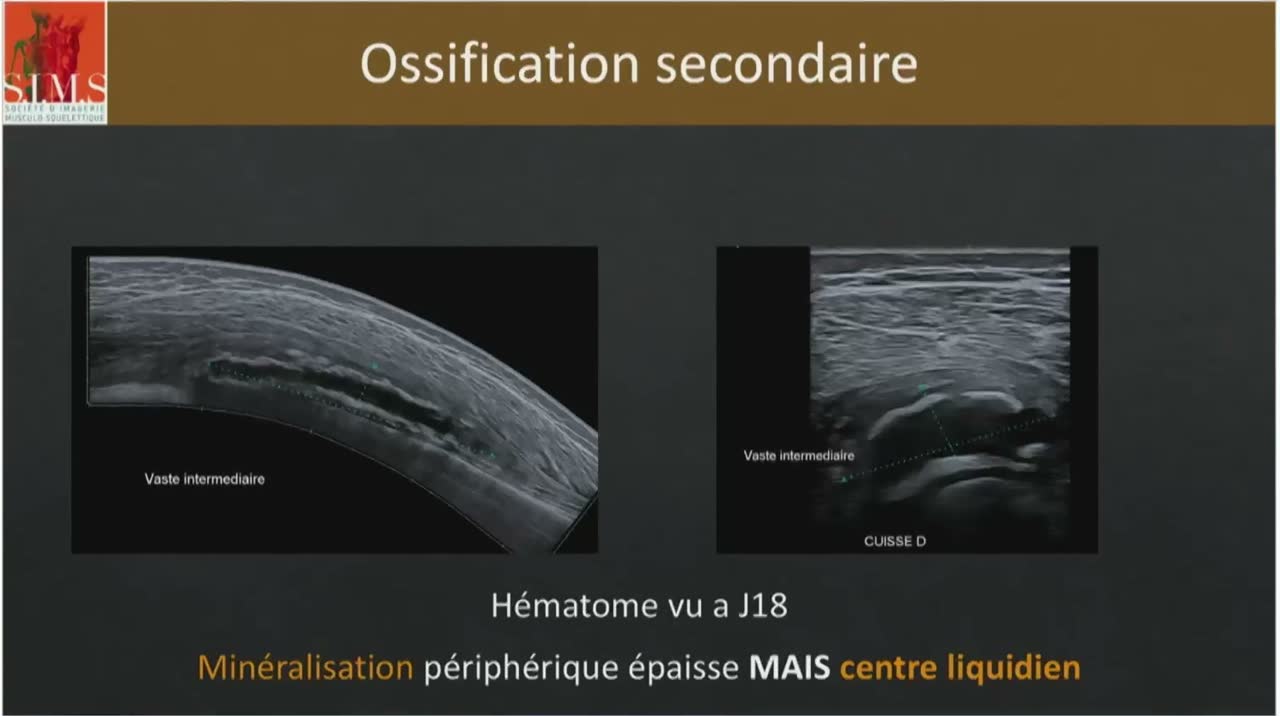 Ossification secondaire
S.I.M.S
SOCIÉTÉ D'IMAGERIE
MUSCULO SQUELETTIQUE
Vaste intermediaire
Vaste intermediaire
CUISSE D
Hématome vu a J18
Minéralisation périphérique épaisse MAIS centre liquidien